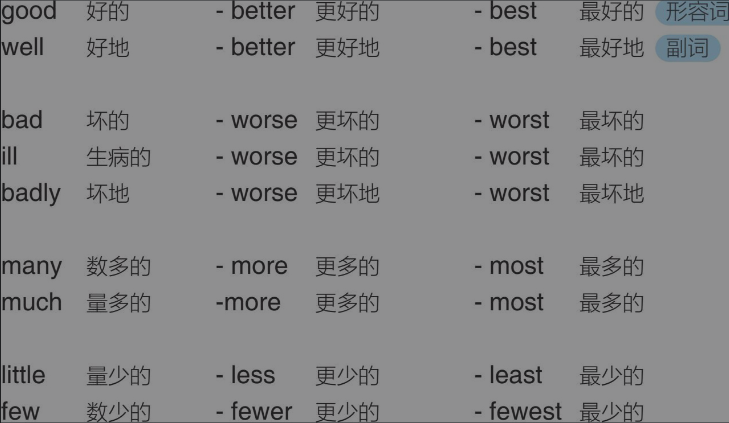 good 好的 - better 更好的 - best 最好的 形容词
well 好地 - better 更好地 - best 最好地 副词
bad 坏的 - worse 更坏的 - worst 最坏的
ill 生病的 - worse 更坏的 - worst 最坏的
badly 坏地 - worse 更坏地 - worst 最坏地
many 数多的 - more 更多的 - most 最多的
much 量多的 -more 更多的 - most 最多的
little 量少的 - less 更少的 - least 最少的
few 数少的 - fewer 更少的 - fewest 最少的